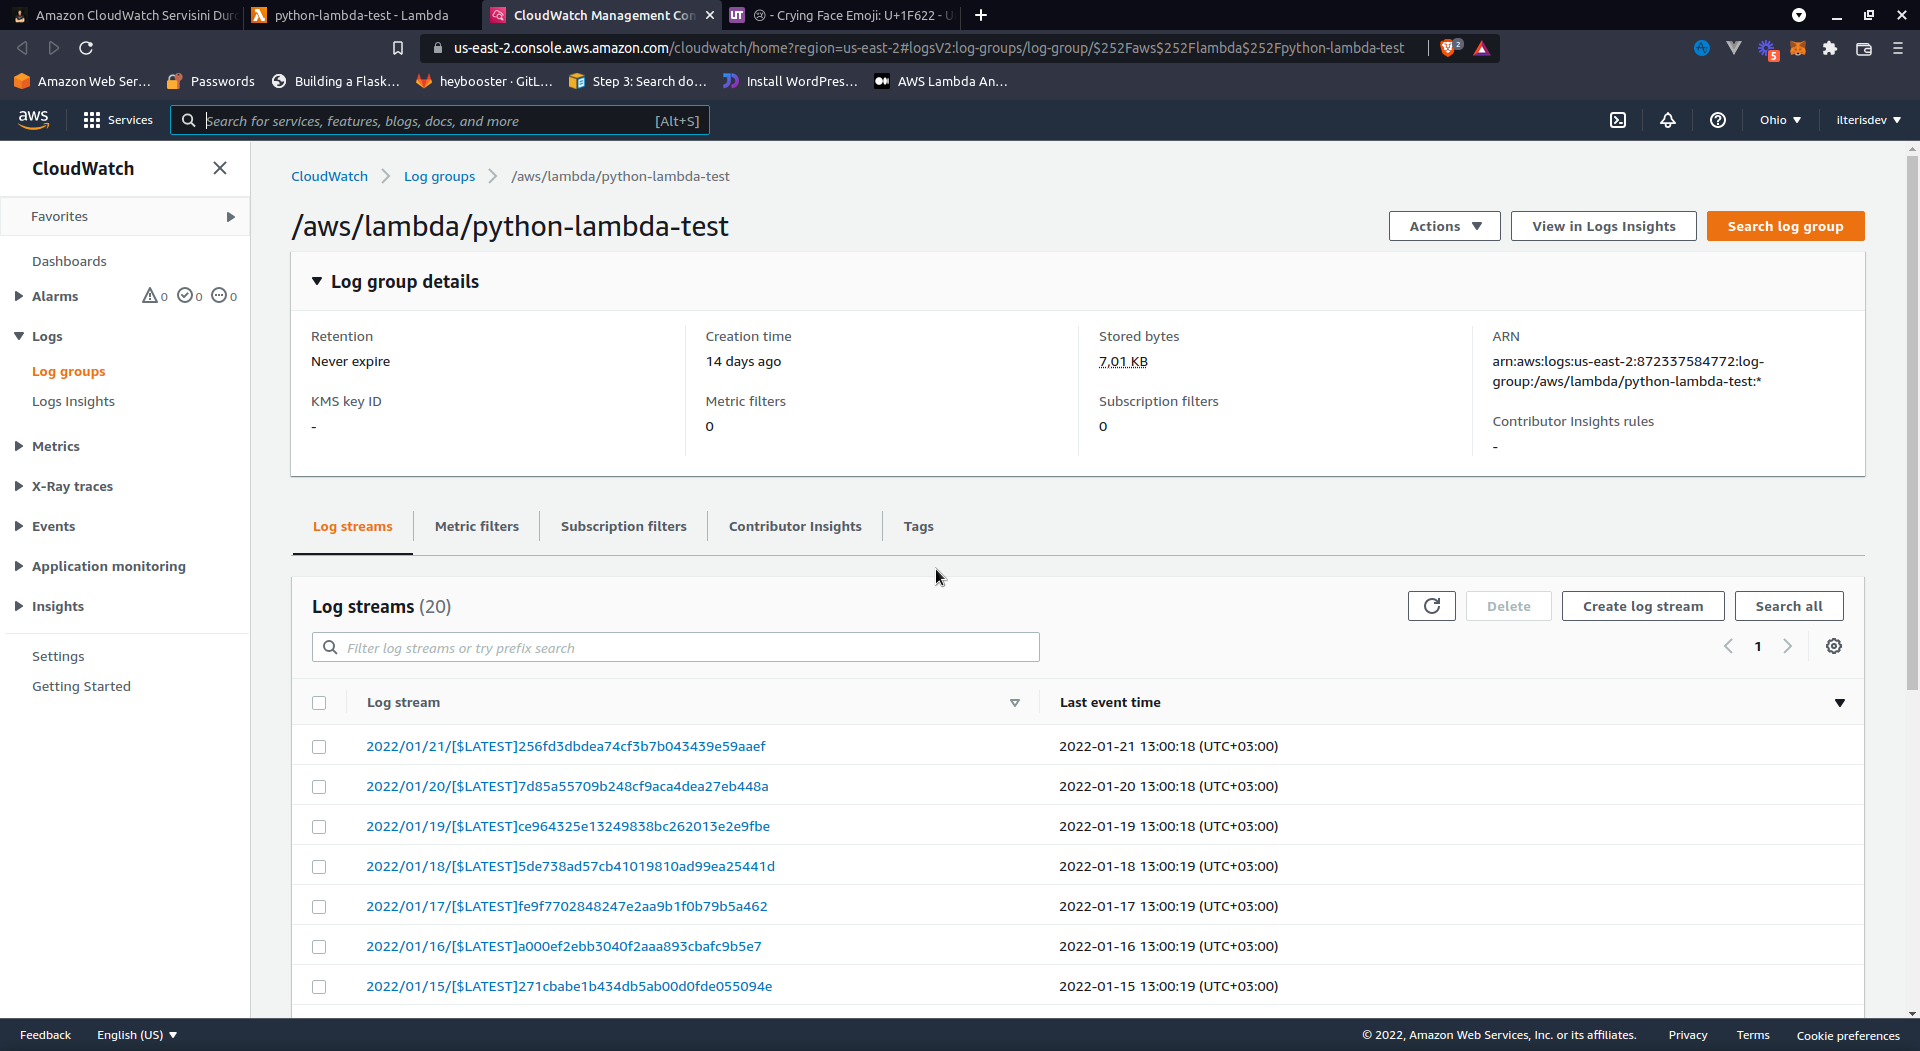 Amazon CloudWatch Servisini Dur
python-lambda-test - Lambda
CloudWatch Management Con
UT
😢 - Crying Face Emoji: U+1F622 - U
us-east-2.console.aws.amazon.com/cloudwatch/home?region=us-east-2#logsV2:log-groups/log-group/$252Faws$252Flambda$252Fpython-lambda-test
2
5
Amazon Web Ser...
Passwords
Building a Flask...
heybooster · GitL...
Step 3: Search do...
Install WordPres...
AWS Lambda An...
aws
Services
Search for services, features, blogs, docs, and more
[Alt+S]
Ohio
ilterisdev
CloudWatch
Favorites
Dashboards
Alarms
0
0
0
Logs
Log groups
Logs Insights
Metrics
X-Ray traces
Events
Application monitoring
Insights
Settings
Getting Started
CloudWatch
Log groups
/aws/lambda/python-lambda-test
/aws/lambda/python-lambda-test
Actions
View in Logs Insights
Search log group
Log group details
Retention
Never expire
KMS key ID
-
Creation time
14 days ago
Metric filters
0
Stored bytes
7,01 KB
Subscription filters
0
ARN
arn:aws:logs:us-east-2:872337584772:log-
group:/aws/lambda/python-lambda-test:*
Contributor Insights rules
-
Log streams
Metric filters
Subscription filters
Contributor Insights
Tags
Log streams (20)
Delete
Create log stream
Search all
Filter log streams or try prefix search
1
Log stream
Last event time
2022/01/21/[$LATEST]256fd3dbdea74cf3b7b043439e59aaef
2022-01-21 13:00:18 (UTC+03:00)
2022/01/20/[$LATEST]7d85a55709b248cf9aca4dea27eb448a
2022-01-20 13:00:18 (UTC+03:00)
2022/01/19/[$LATEST]ce964325e13249838bc262013e2e9fbe
2022-01-19 13:00:18 (UTC+03:00)
2022/01/18/[$LATEST]5de738ad57cb41019810ad99ea25441d
2022-01-18 13:00:19 (UTC+03:00)
2022/01/17/[$LATEST]fe9f7702848247e2aa9b1f0b79b5a462
2022-01-17 13:00:19 (UTC+03:00)
2022/01/16/[$LATEST]a000ef2ebb3040f2aaa893cbafc9b5e7
2022-01-16 13:00:19 (UTC+03:00)
2022/01/15/[$LATEST]271cbabe1b434db5ab00d0fde055094e
2022-01-15 13:00:19 (UTC+03:00)
Feedback
English (US)
© 2022, Amazon Web Services, Inc. or its affiliates.
Privacy
Terms
Cookie preferences